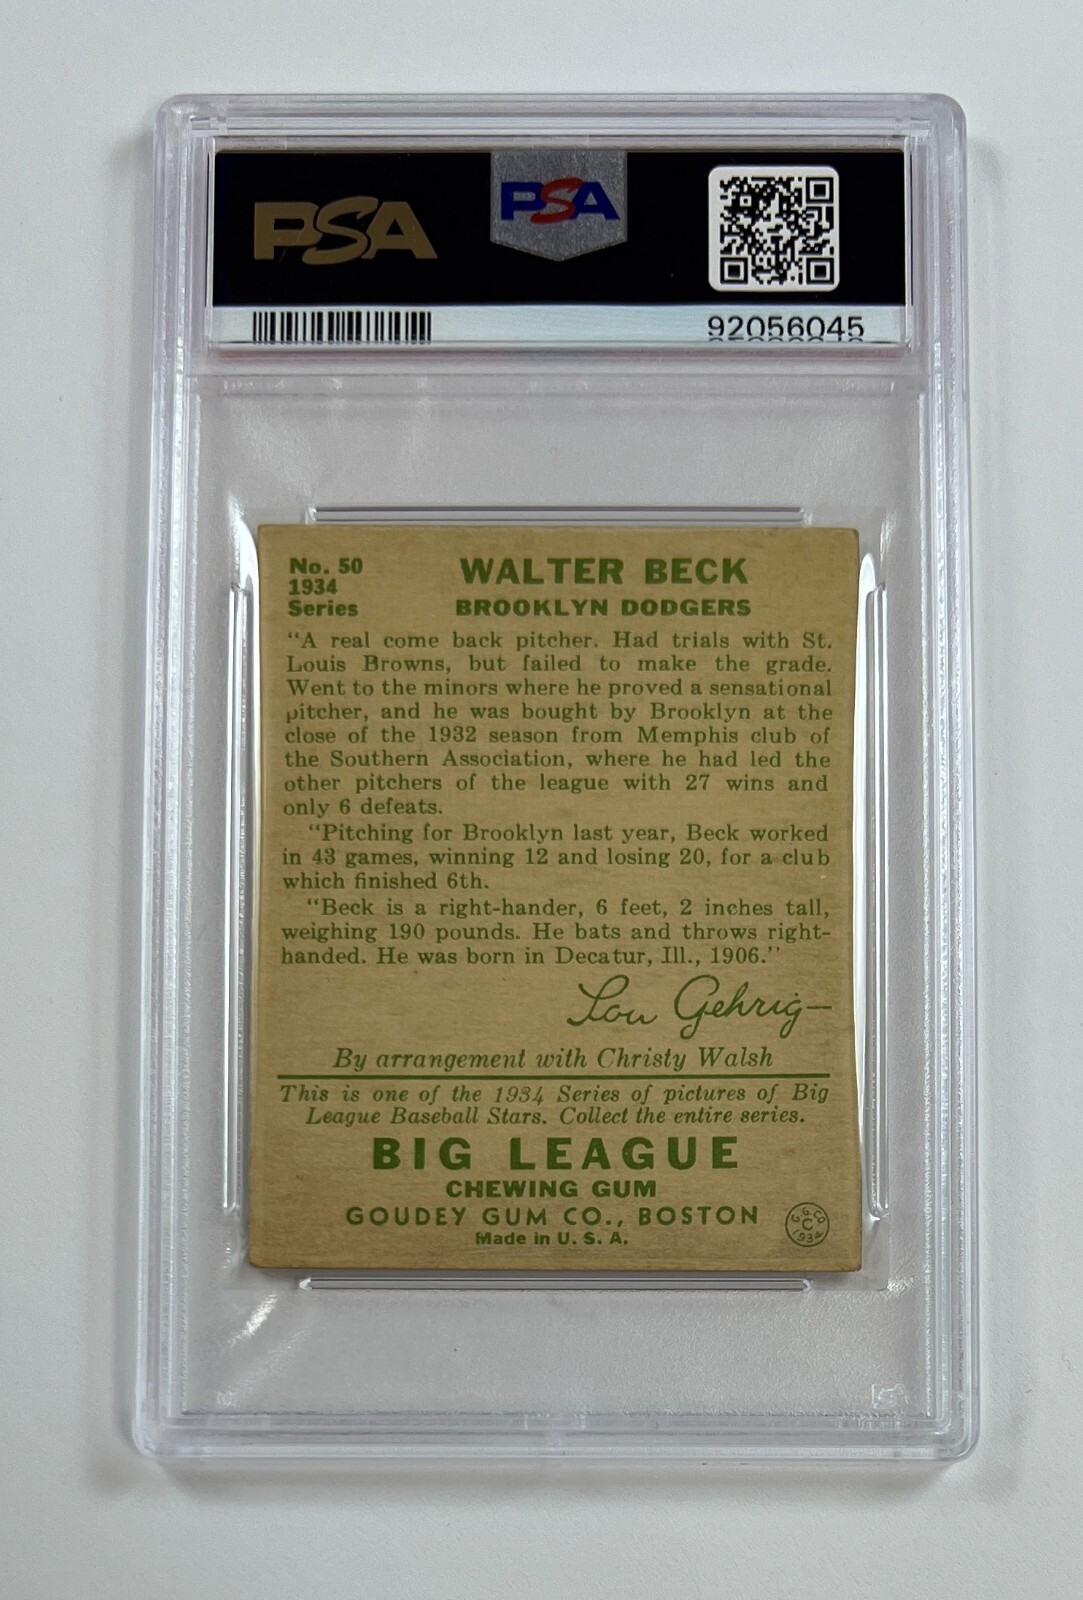 PSA
PSA
92056045
No. 50
1934
Series
WALTER BECK
BROOKLYN DODGERS
"A real come back pitcher. Had trials with St.
Louis Browns, but failed to make the grade.
Went to the minors where he proved a sensational
pitcher, and he was bought by Brooklyn at the
close of the 1932 season from Memphis club of
the Southern Association, where he had led the
other pitchers of the league with 27 wins and
only 6 defeats.
"Pitching for Brooklyn last year, Beck worked
in 43 games, winning 12 and losing 20, for a club
which finished 6th.
"Beck is a right-hander, 6 feet, 2 inches tall,
weighing 190 pounds. He bats and throws right-
handed. He was born in Decatur, Ill., 1906."
Lou Gehrig—
By arrangement with Christy Walsh
This is one of the 1934 Series of pictures of Big
League Baseball Stars. Collect the entire series.
BIG LEAGUE
CHEWING GUM
GOUDEY GUM CO., BOSTON
Made in U. S. A.
G. G. CO.
C
1934